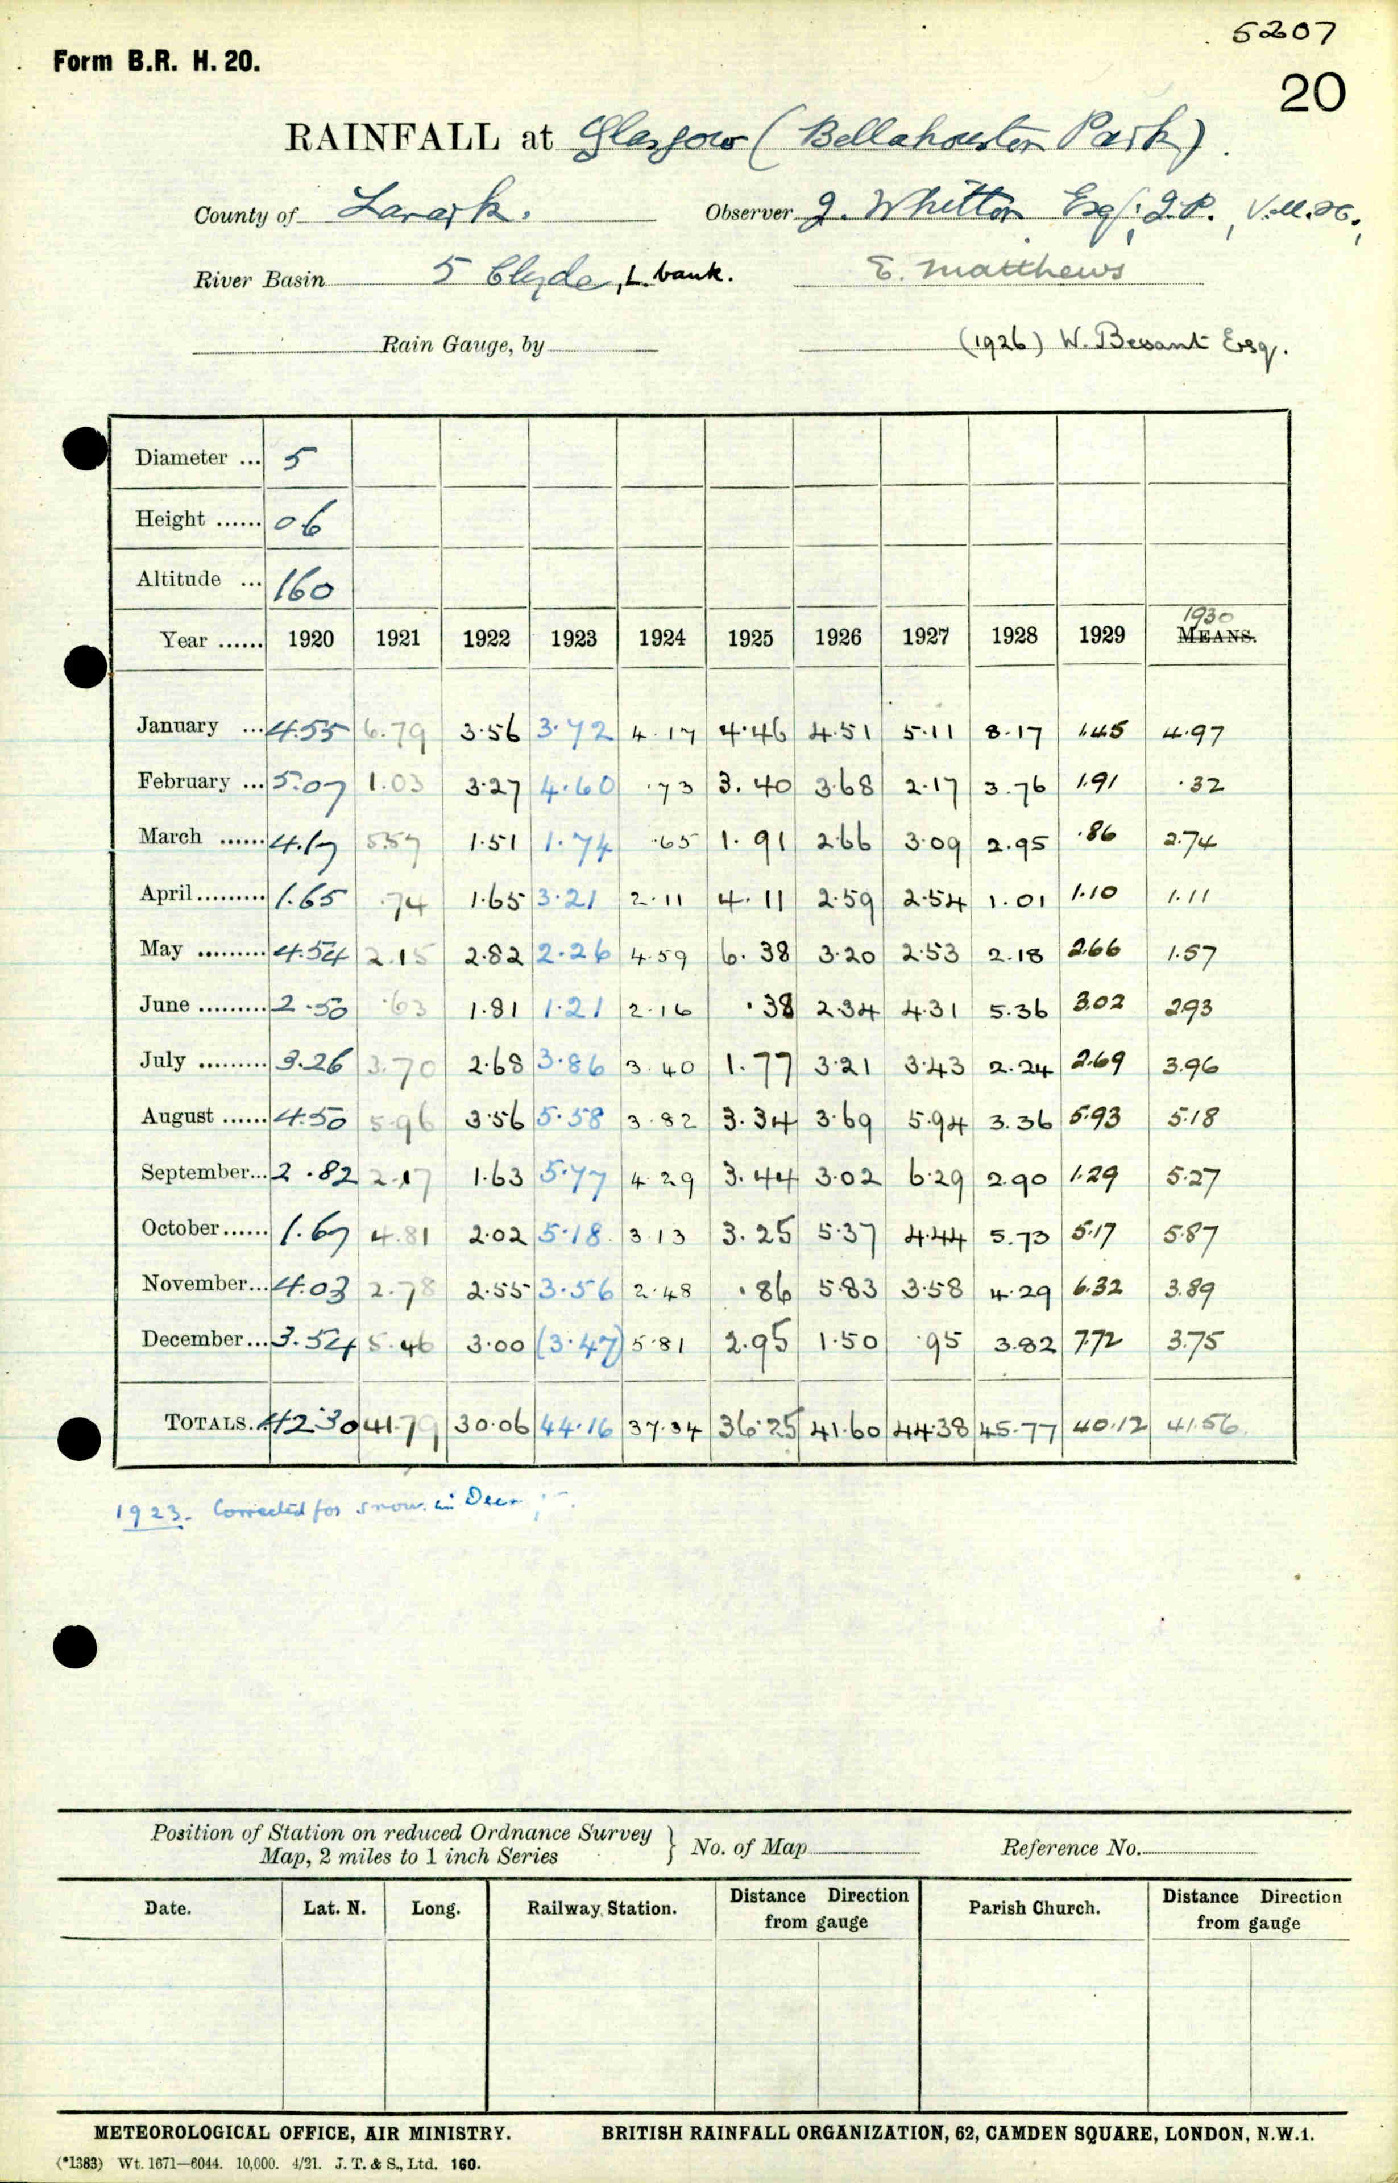 5207
Form B.R. H. 20.
20
RAINFALL at Glasgow (Bellahouston Park)
County of Lanark. Observer J. Whitton Esq., J.P., V.M.H.,
River Basin 5 Clyde, L. bank. E. Matthews
Rain Gauge, by (1926) W. Bessant Esq.
Diameter ... 5
Height ...... 0 6
Altitude ... 160
1930
Year ...... 1920 1921 1922 1923 1924 1925 1926 1927 1928 1929 MEANS.
January ... 4.55 6.79 3.56 3.72 4.17 4.46 4.51 5.11 8.17 1.45 4.97
February ... 5.07 1.03 3.27 4.60 .73 3.40 3.68 2.17 3.76 1.91 .32
March ...... 4.17 5.57 1.51 1.74 .65 1.91 2.66 3.09 2.95 .86 2.74
April ......... 1.65 .74 1.65 3.21 2.11 4.11 2.59 2.54 1.01 1.10 1.11
May ......... 4.54 2.15 2.82 2.26 4.59 6.38 3.20 2.53 2.18 2.66 1.57
June ......... 2.50 .63 1.81 1.21 2.16 .38 2.34 4.31 5.36 3.02 2.93
July ......... 3.26 3.70 2.68 3.86 3.40 1.77 3.21 3.43 2.24 2.69 3.96
August ...... 4.50 5.96 3.56 5.58 3.82 3.34 3.69 5.94 3.36 5.93 5.18
September... 2.82 2.17 1.63 5.77 4.29 3.44 3.02 6.29 2.90 1.29 5.27
October...... 1.67 4.81 2.02 5.18 3.13 3.25 5.37 4.44 5.73 5.17 5.87
November... 4.03 2.78 2.55 3.56 2.48 .86 5.83 3.58 4.29 6.32 3.89
December... 3.54 5.46 3.00 (3.47) 5.81 2.95 1.50 .95 3.82 7.72 3.75
TOTALS. 42.30 41.79 30.06 44.16 37.34 36.25 41.60 44.38 45.77 40.12 41.56
1923. Corrected for snow in Decr
Position of Station on reduced Ordnance Survey
Map, 2 miles to 1 inch Series } No. of Map Reference No.
Date. Lat. N. Long. Railway Station. Distance Direction from gauge Parish Church. Distance Direction from gauge
METEOROLOGICAL OFFICE, AIR MINISTRY. BRITISH RAINFALL ORGANIZATION, 62, CAMDEN SQUARE, LONDON, N.W.1.
(*1383) Wt. 1671—6044. 10,000. 4/21. J. T. & S., Ltd. 160.